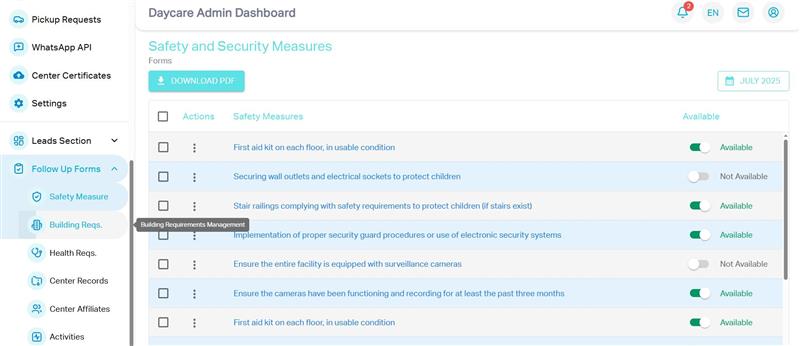 Pickup Requests
WhatsApp API
Center Certificates
Settings
Leads Section
Follow Up Forms
Safety Measure
Building Reqs.
Building Requirements Management
Health Reqs.
Center Records
Center Affiliates
Activities
Daycare Admin Dashboard
2
EN
Safety and Security Measures
Forms
DOWNLOAD PDF
JULY 2025
Actions Safety Measures Available
First aid kit on each floor, in usable condition Available
Securing wall outlets and electrical sockets to protect children Not Available
Stair railings complying with safety requirements to protect children (if stairs exist) Available
Implementation of proper security guard procedures or use of electronic security systems Available
Ensure the entire facility is equipped with surveillance cameras Not Available
Ensure the cameras have been functioning and recording for at least the past three months Available
First aid kit on each floor, in usable condition Available